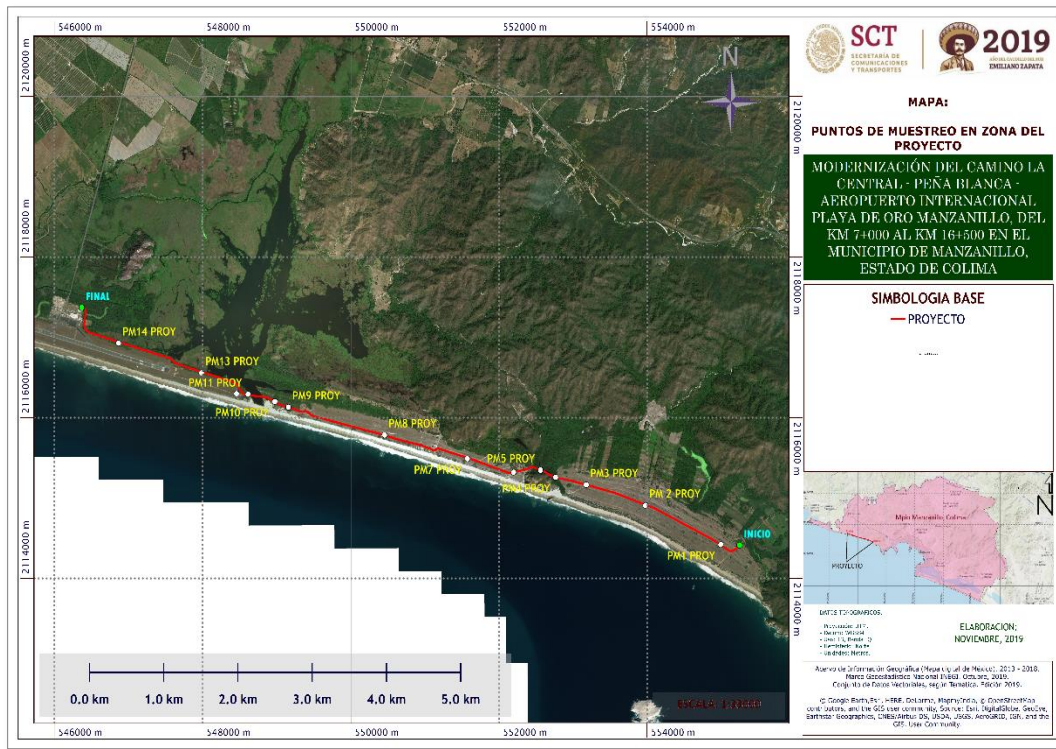 546000 m
548000 m
550000 m
552000 m
554000 m
2120000 m
2118000 m
2116000 m
2114000 m
N
FINAL
PM14 PROY
PM13 PROY
PM11 PROY
PM10 PROY
PM9 PROY
PM8 PROY
PM7 PROY
PM5 PROY
PM3 PROY
PM 2 PROY
PM1 PROY
INICIO
0,0 km
1,0 km
2,0 km
3,0 km
4,0 km
5,0 km
546000 m
548000 m
550000 m
552000 m
554000 m
2120000 m
2118000 m
2116000 m
2114000 m
SCT
SECRETARÍA DE
COMUNICACIONES
Y TRANSPORTES
2019
EMILIANO ZAPATA
MAPA:
PUNTOS DE MUESTREO EN ZONA DEL
PROYECTO
MODERNIZACIÓN DEL CAMINO LA
CENTRAL - PEÑA BLANCA -
AEROPUERTO INTERNACIONAL
PLAYA DE ORO MANZANILLO, DEL
KM 7+000 AL KM 16+500 EN EL
MUNICIPIO DE MANZANILLO,
ESTADO DE COLIMA
SIMBOLOGIA BASE
PROYECTO
N
Mpio Manzanillo, Colima
PROYECTO
ELABORACION:
NOVIEMBRE, 2019
Acervo de Información Geográfica (Mapa digital de México), 2013 - 2018.
Marco Geoestadístico Nacional INEGI. Octubre, 2019.
Conjunto de Datos Vectoriales, según Temática. Edición 2019.
© Google Earth, Esri, HERE, DeLorme, MapmyIndia, © OpenStreetMap
contributors, and the GIS user community, Source: Esri, DigitalGlobe, GeoEye,
Earthstar Geographics, CNES/Airbus DS, USDA, USGS, AeroGRID, IGN, and the
GIS User Community